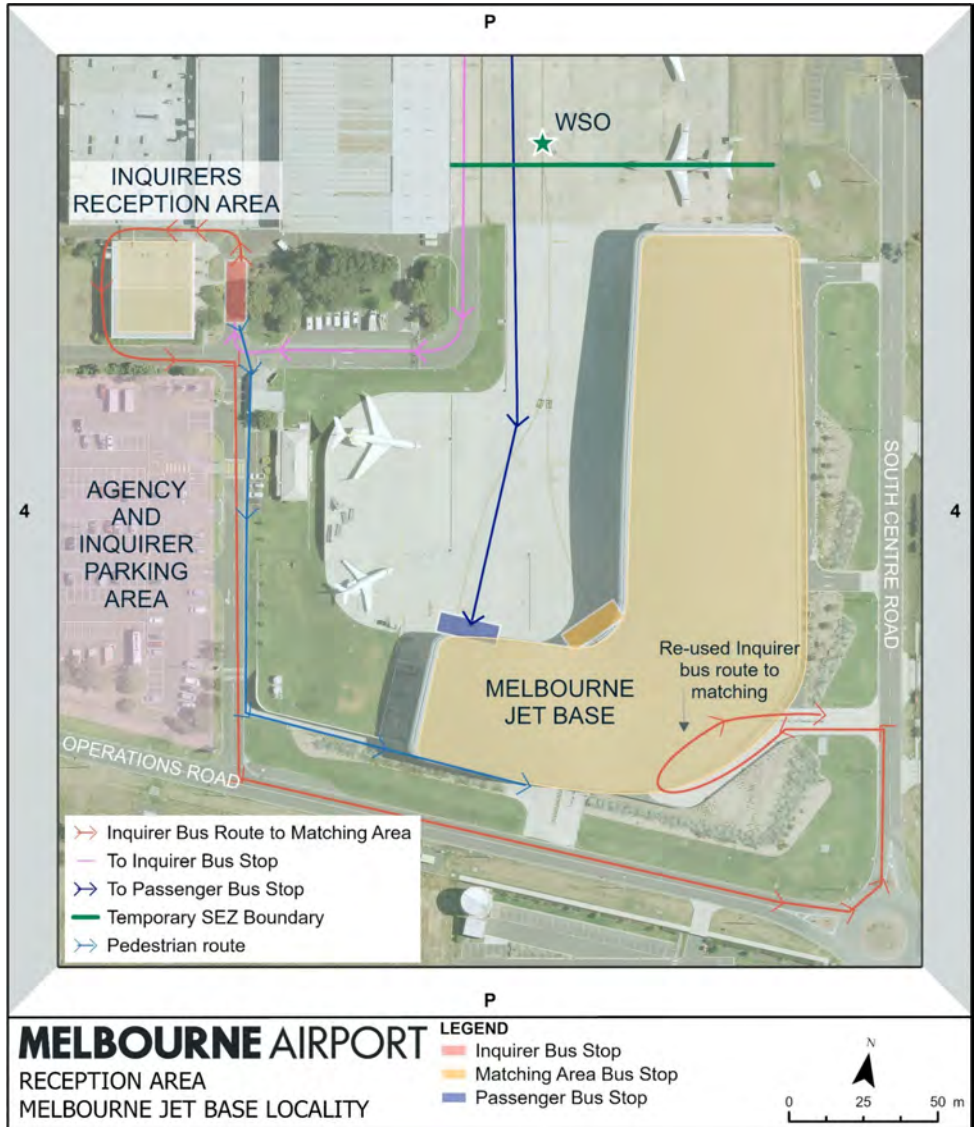 P
WSO
INQUIRERS
RECEPTION AREA
AGENCY
AND
INQUIRER
PARKING
AREA
4
4
SOUTH CENTRE ROAD
Re-used Inquirer
bus route to
matching
MELBOURNE
JET BASE
OPERATIONS ROAD
Inquirer Bus Route to Matching Area
To Inquirer Bus Stop
To Passenger Bus Stop
Temporary SEZ Boundary
Pedestrian route
P
MELBOURNE AIRPORT
RECEPTION AREA
MELBOURNE JET BASE LOCALITY
LEGEND
Inquirer Bus Stop
Matching Area Bus Stop
Passenger Bus Stop
N
0 25 50 m